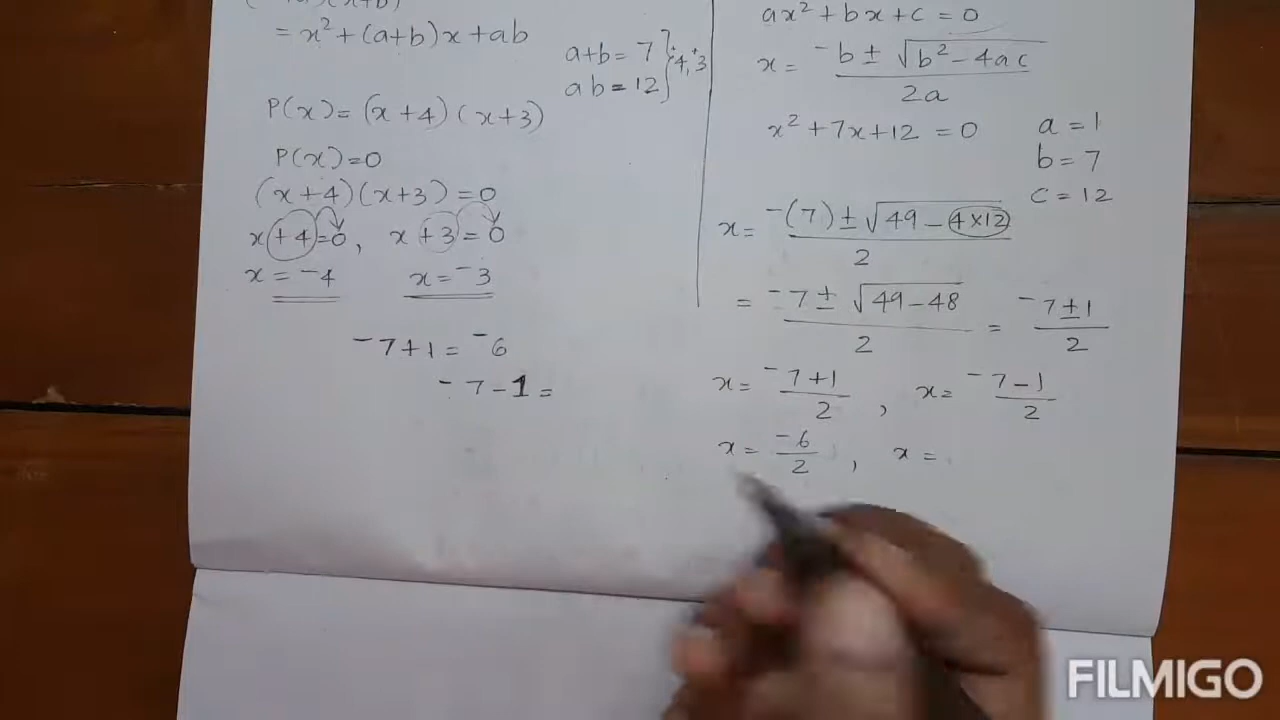 = x² + (a+b)x + ab
a+b = 7
ab = 12
+4, +3
P(x) = (x+4) (x+3)
P(x) = 0
(x+4)(x+3) = 0
x+4=0, x+3=0
x = ⁻4 x = ⁻3
⁻7+1 = ⁻6
⁻7-1 =
ax² + bx + c = 0
x = ⁻b ± √b² - 4ac / 2a
x² + 7x + 12 = 0
a = 1
b = 7
c = 12
x = ⁻(7) ± √49 - 4×12 / 2
= ⁻7 ± √49-48 / 2 = ⁻7±1 / 2
x = ⁻7+1 / 2 , x = ⁻7-1 / 2
x = ⁻6 / 2 , x =
FILMIGO